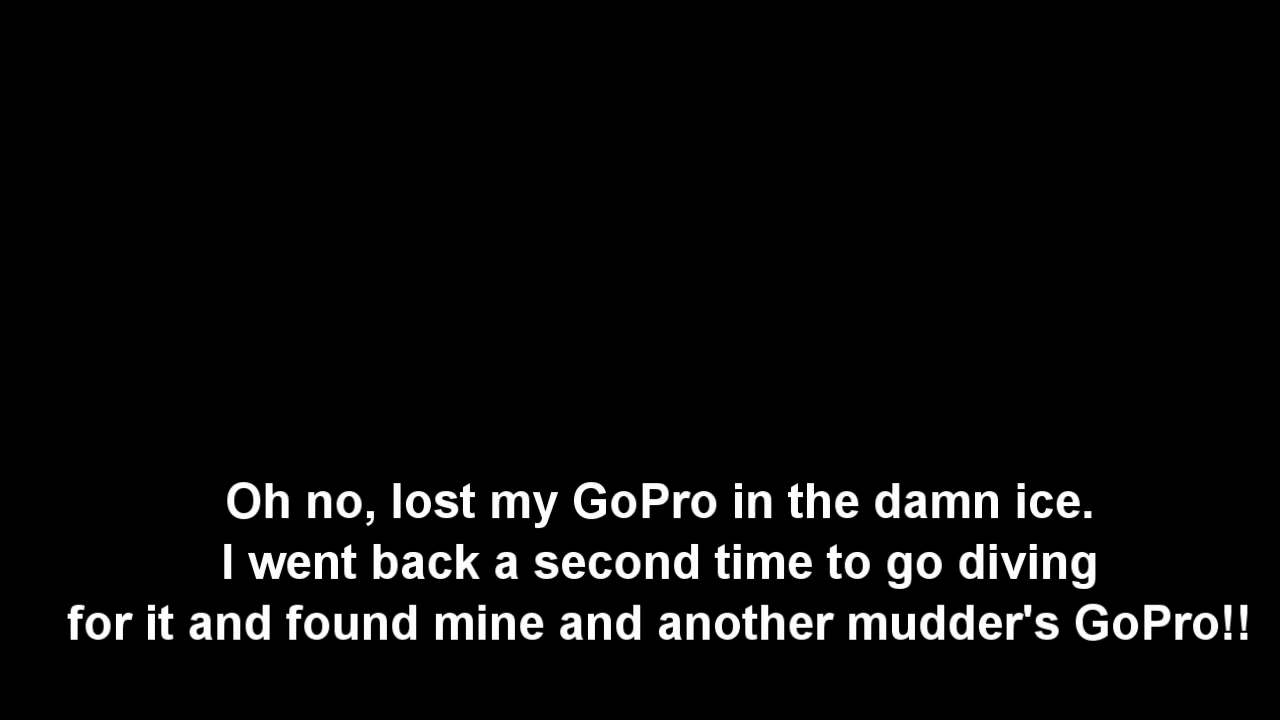 Oh no, lost my GoPro in the damn ice.
I went back a second time to go diving
for it and found mine and another mudder's GoPro!!